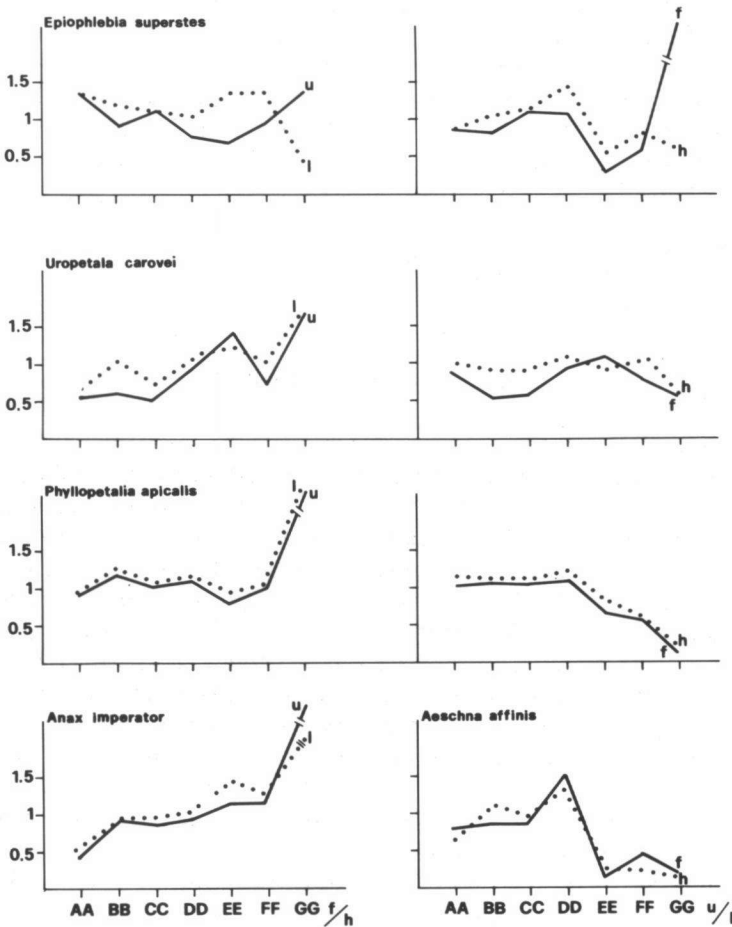 Epiophlebia superstes
f
1.5
1
0.5
u
l
h
Uropetala carovei
1.5
1
0.5
l
u
h
f
Phyllopetalia apicalis
1.5
1
0.5
l
u
h
f
Anax imperator
Aeschna affinis
1.5
1
0.5
u
l
f
h
AA BB CC DD EE FF GG f/h
AA BB CC DD EE FF GG u/l